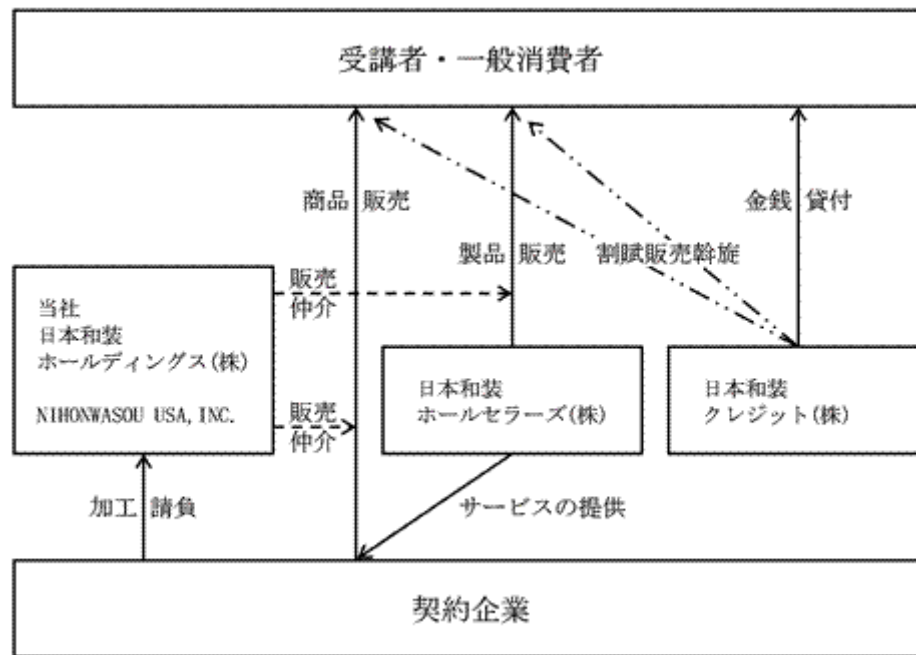 受講者・一般消費者
商品 販売
金銭 貸付
製品 販売
割賦販売斡旋
販売
仲介
当社
日本和装
ホールディングス(株)
NIHONWASOU USA, INC.
販売
仲介
日本和装
ホールセラーズ(株)
日本和装
クレジット(株)
加工 請負
サービスの提供
契約企業